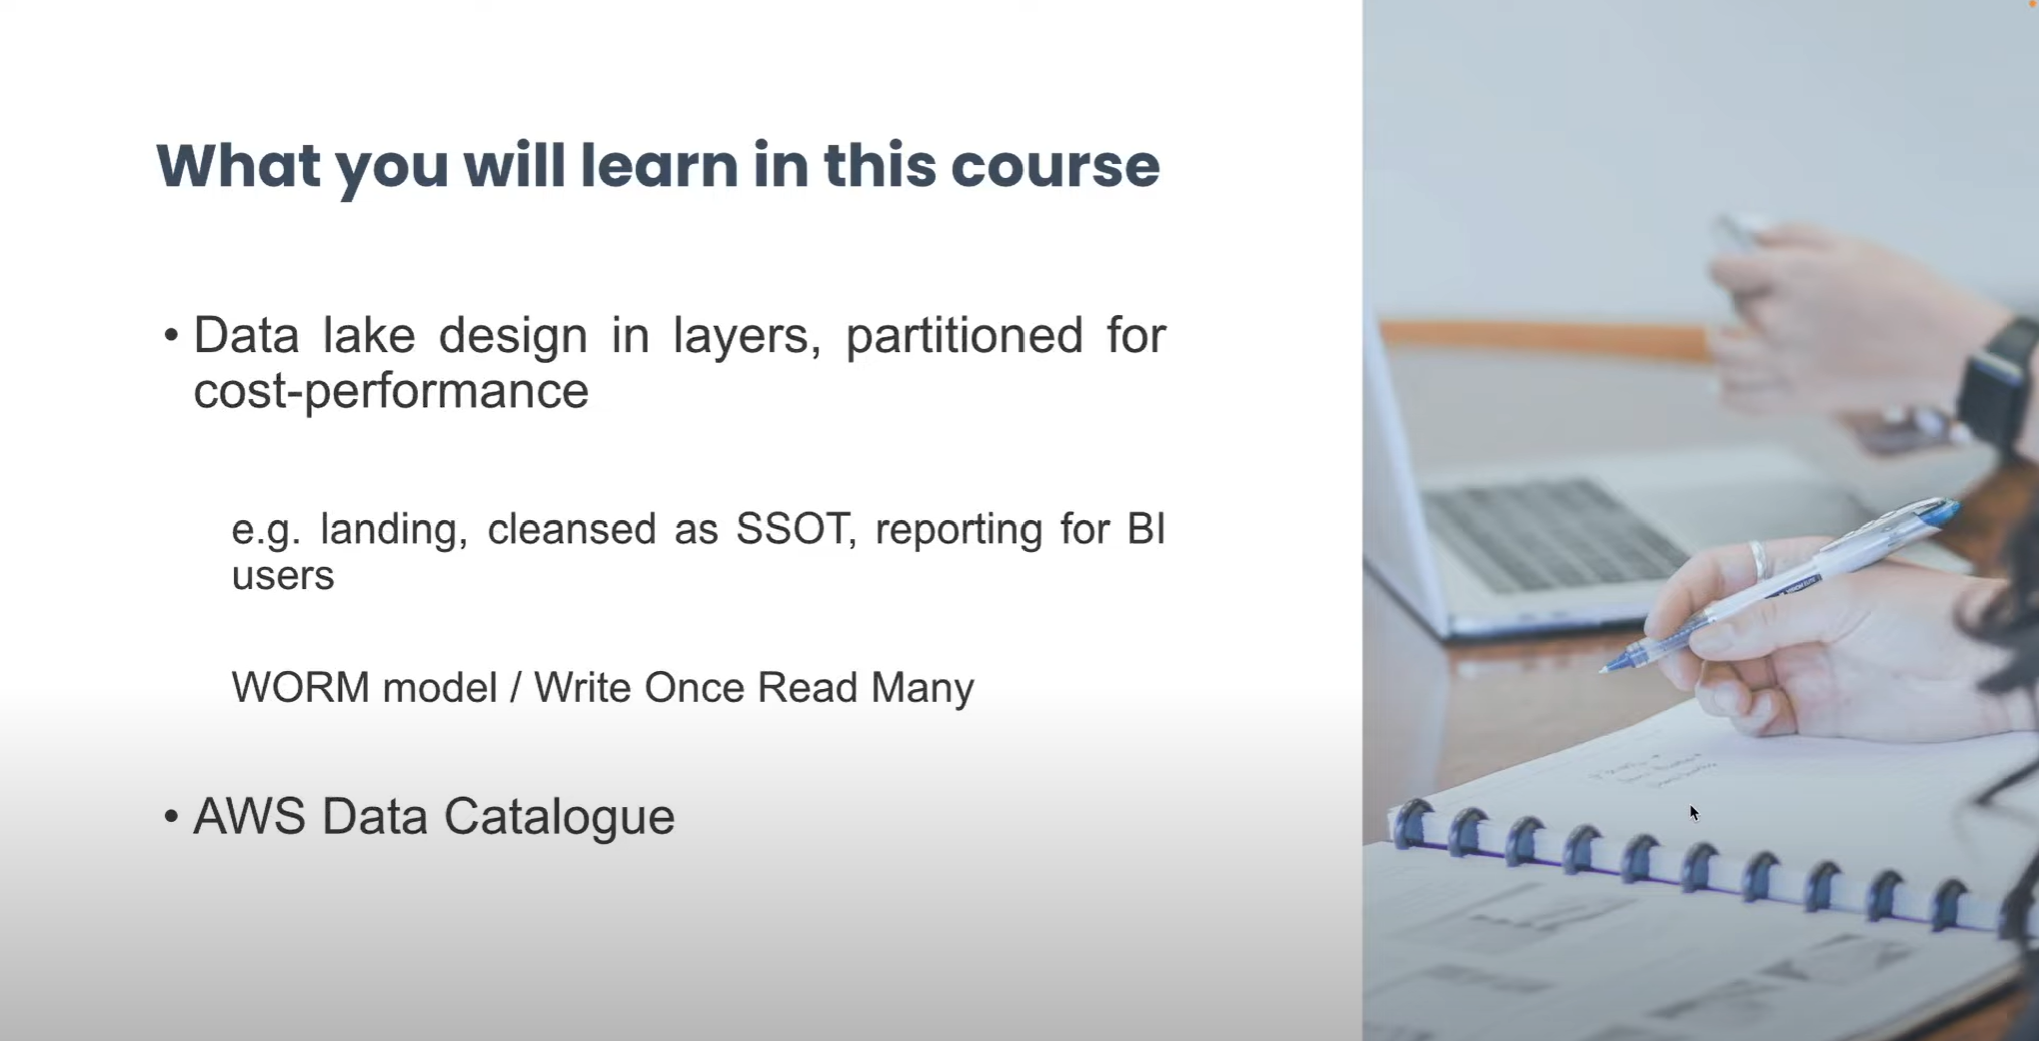 What you will learn in this course
• Data lake design in layers, partitioned for
cost-performance
e.g. landing, cleansed as SSOT, reporting for BI
users
WORM model / Write Once Read Many
• AWS Data Catalogue